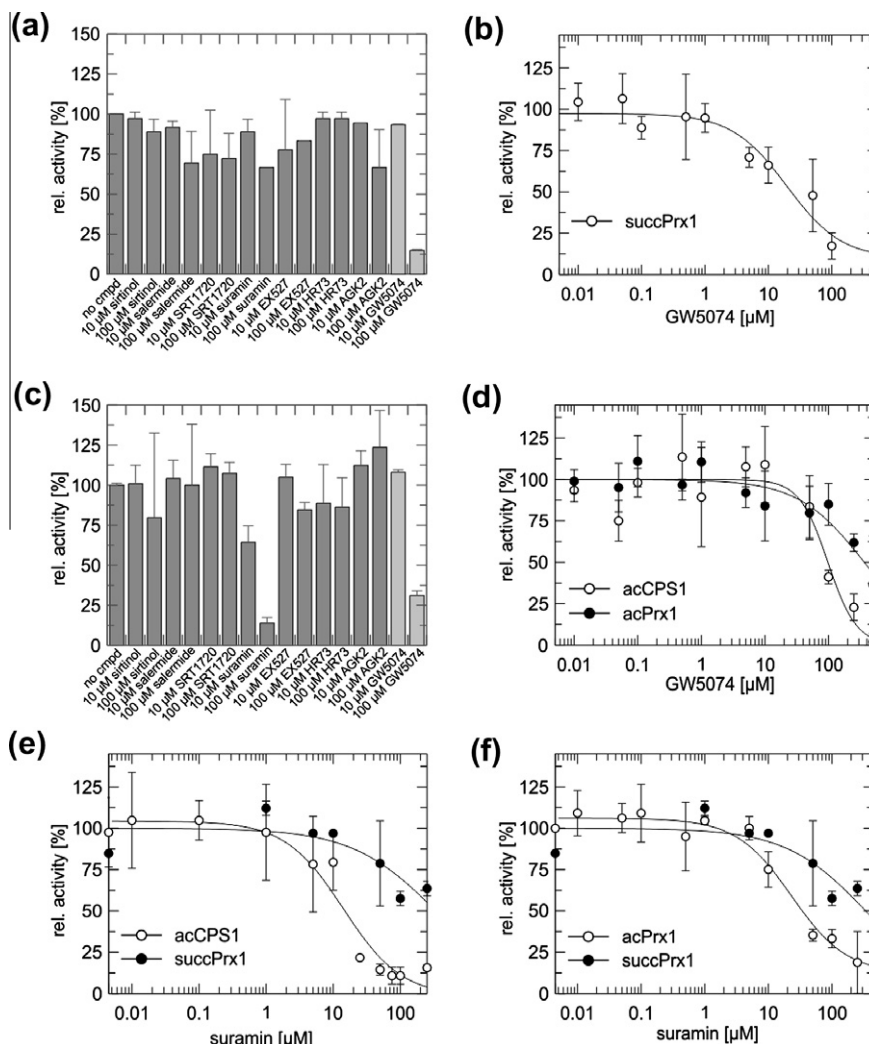 (a)
rel. activity [%]
150
125
100
75
50
25
0
no cmpd
10 µM sirtinol
100 µM sirtinol
10 µM salermide
100 µM salermide
10 µM SRT1720
100 µM SRT1720
10 µM suramin
100 µM suramin
10 µM EX527
100 µM EX527
10 µM HR73
100 µM HR73
10 µM AGK2
100 µM AGK2
10 µM GW5074
100 µM GW5074
(b)
rel. activity [%]
150
125
100
75
50
25
0
succPrx1
0.01 0.1 1 10 100
GW5074 [µM]
(c)
rel. activity [%]
150
125
100
75
50
25
0
no cmpd
10 µM sirtinol
100 µM sirtinol
10 µM salermide
100 µM salermide
10 µM SRT1720
100 µM SRT1720
10 µM suramin
100 µM suramin
10 µM EX527
100 µM EX527
10 µM HR73
100 µM HR73
10 µM AGK2
100 µM AGK2
10 µM GW5074
100 µM GW5074
(d)
rel. activity [%]
125
100
75
50
25
0
acCPS1
acPrx1
0.01 0.1 1 10 100
GW5074 [µM]
(e)
rel. activity [%]
125
100
75
50
25
0
acCPS1
succPrx1
0.01 0.1 1 10 100
suramin [µM]
(f)
rel. activity [%]
125
100
75
50
25
0
acPrx1
succPrx1
0.01 0.1 1 10 100
suramin [µM]